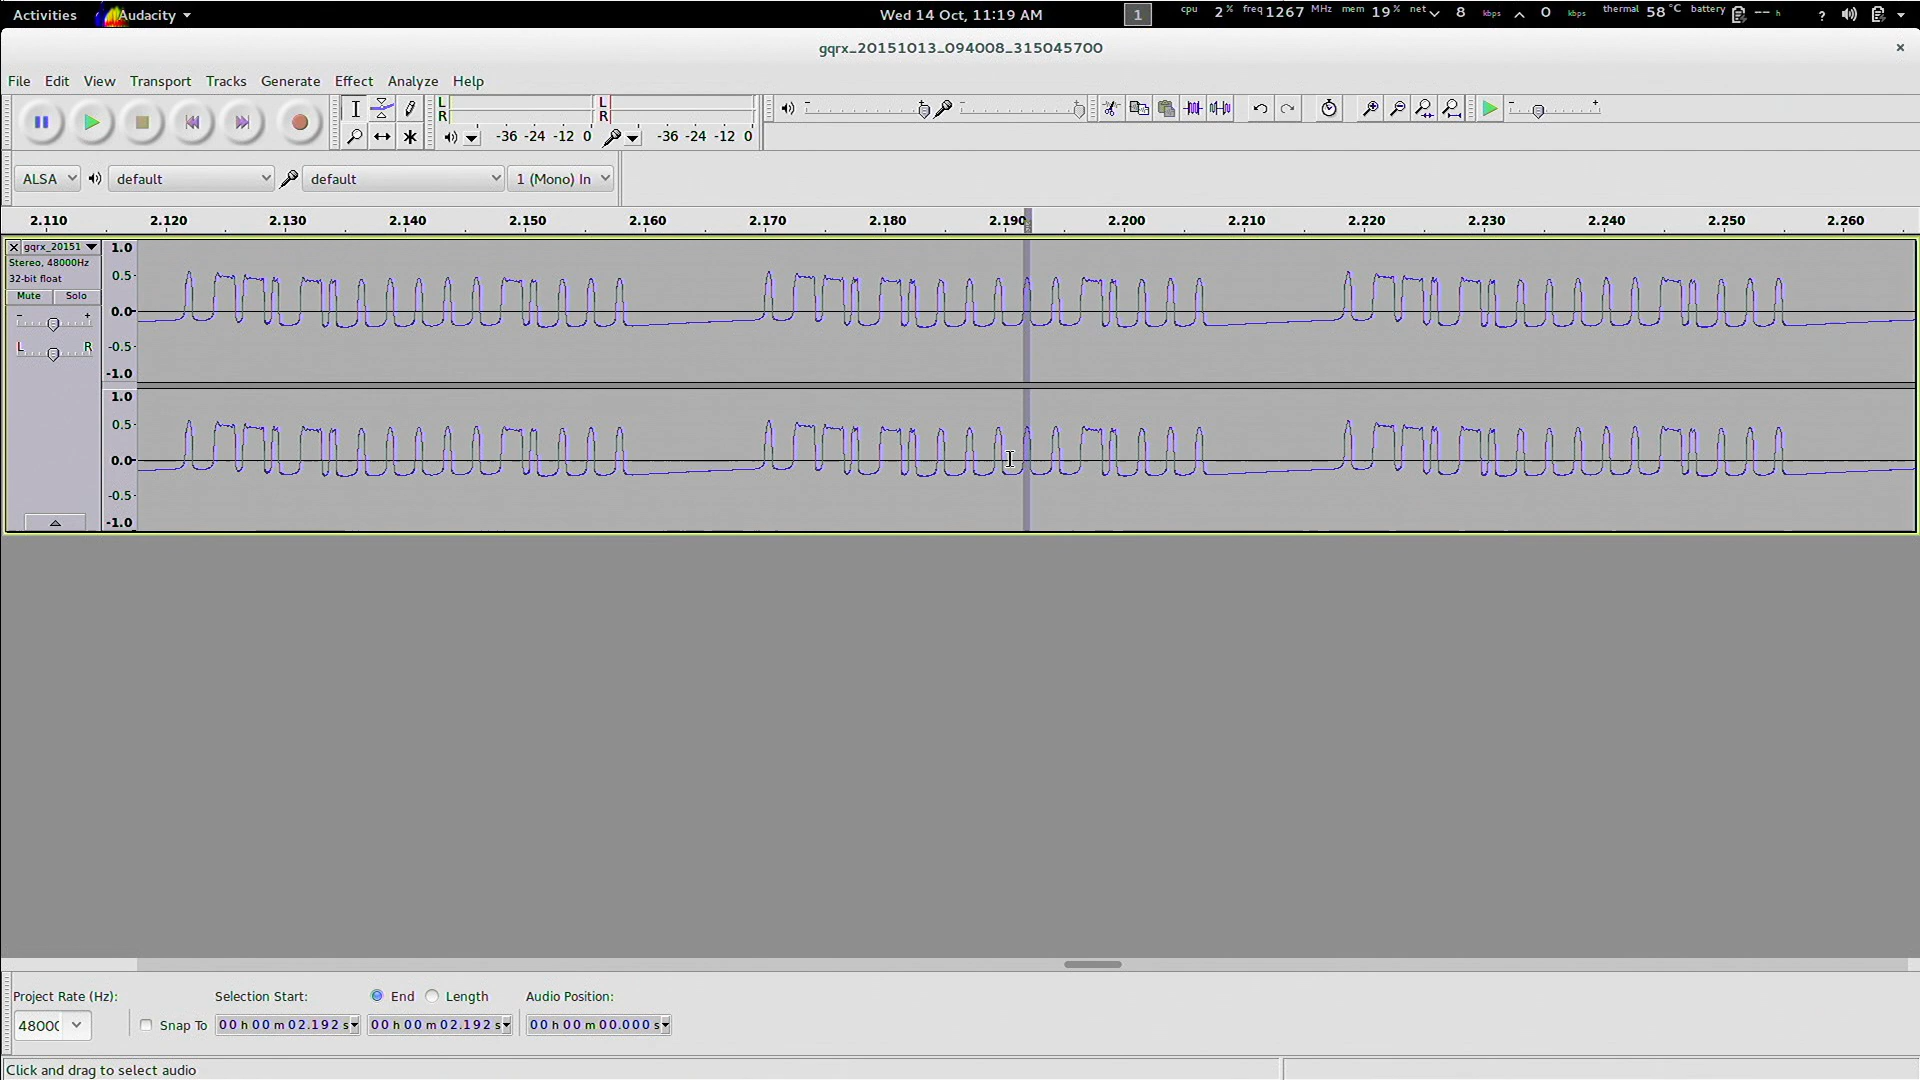 Activities Audacity Wed 14 Oct, 11:19 AM 1 cpu 2 % freq 1267 MHz mem 19 % net 8 kbps 0 kbps thermal 58 °C battery -- h ?
gqrx_20151013_094008_315045700 ×
File Edit View Transport Tracks Generate Effect Analyze Help
L L
R R
-36 -24 -12 0 -36 -24 -12 0
ALSA default default 1 (Mono) In
2.110 2.120 2.130 2.140 2.150 2.160 2.170 2.180 2.190 2.200 2.210 2.220 2.230 2.240 2.250 2.260
gqrx_20151
Stereo, 48000Hz
32-bit float
Mute Solo
- +
L R
1.0
0.5-
0.0-
-0.5-
-1.0
1.0
0.5-
0.0-
-0.5-
-1.0
Project Rate (Hz): Selection Start: End Length Audio Position:
48000 Snap To 00 h 00 m 02.192 s 00 h 00 m 02.192 s 00 h 00 m 00.000 s
Click and drag to select audio